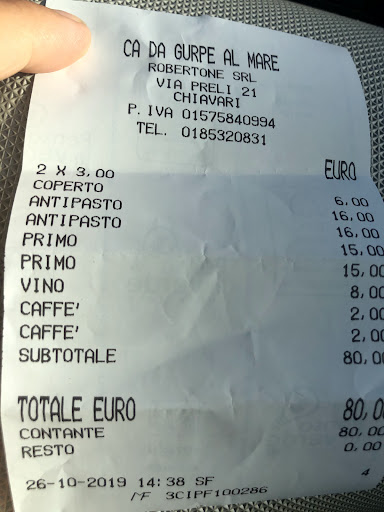 CA DA GURPE AL MARE
ROBERTONE SRL
VIA PRELI 21
CHIAVARI
P. IVA 01575840994
TEL. 0185320831
EURO
2 X 3,00
COPERTO 6,00
ANTIPASTO 16,00
ANTIPASTO 16,00
PRIMO 15,00
PRIMO 15,00
VINO 8,00
CAFFE' 2,00
CAFFE' 2,00
SUBTOTALE 80,00
TOTALE EURO 80,0
CONTANTE 80,00
RESTO 0,00
26-10-2019 14:38 SF 4
/F 3CIPF100286